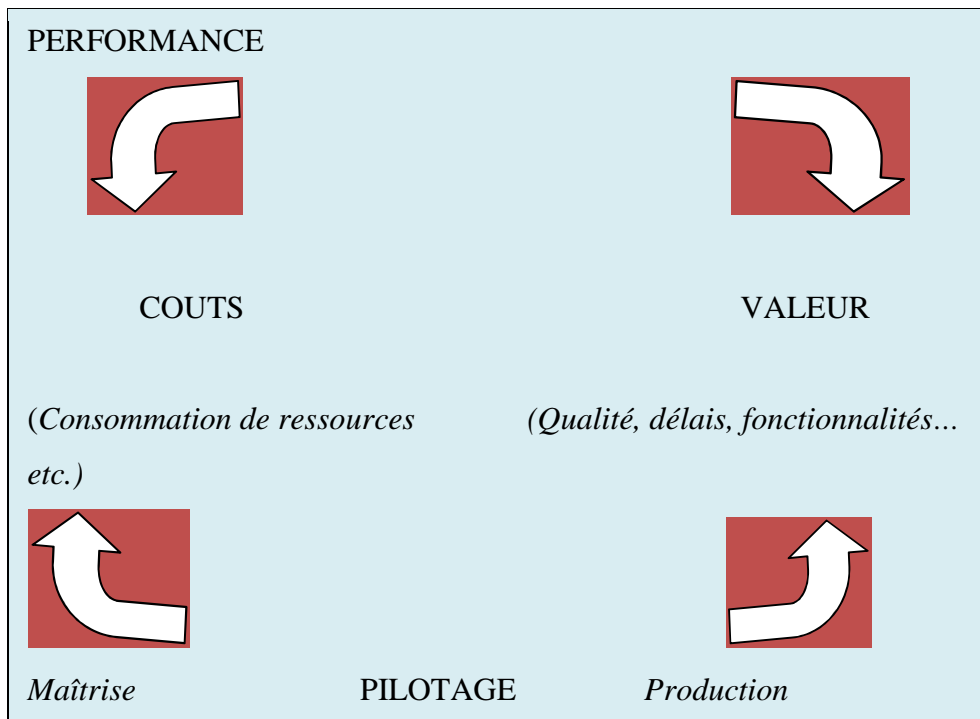 PERFORMANCE
COUTS VALEUR
(Consommation de ressources (Qualité, délais, fonctionnalités…
etc.)
Maîtrise PILOTAGE Production